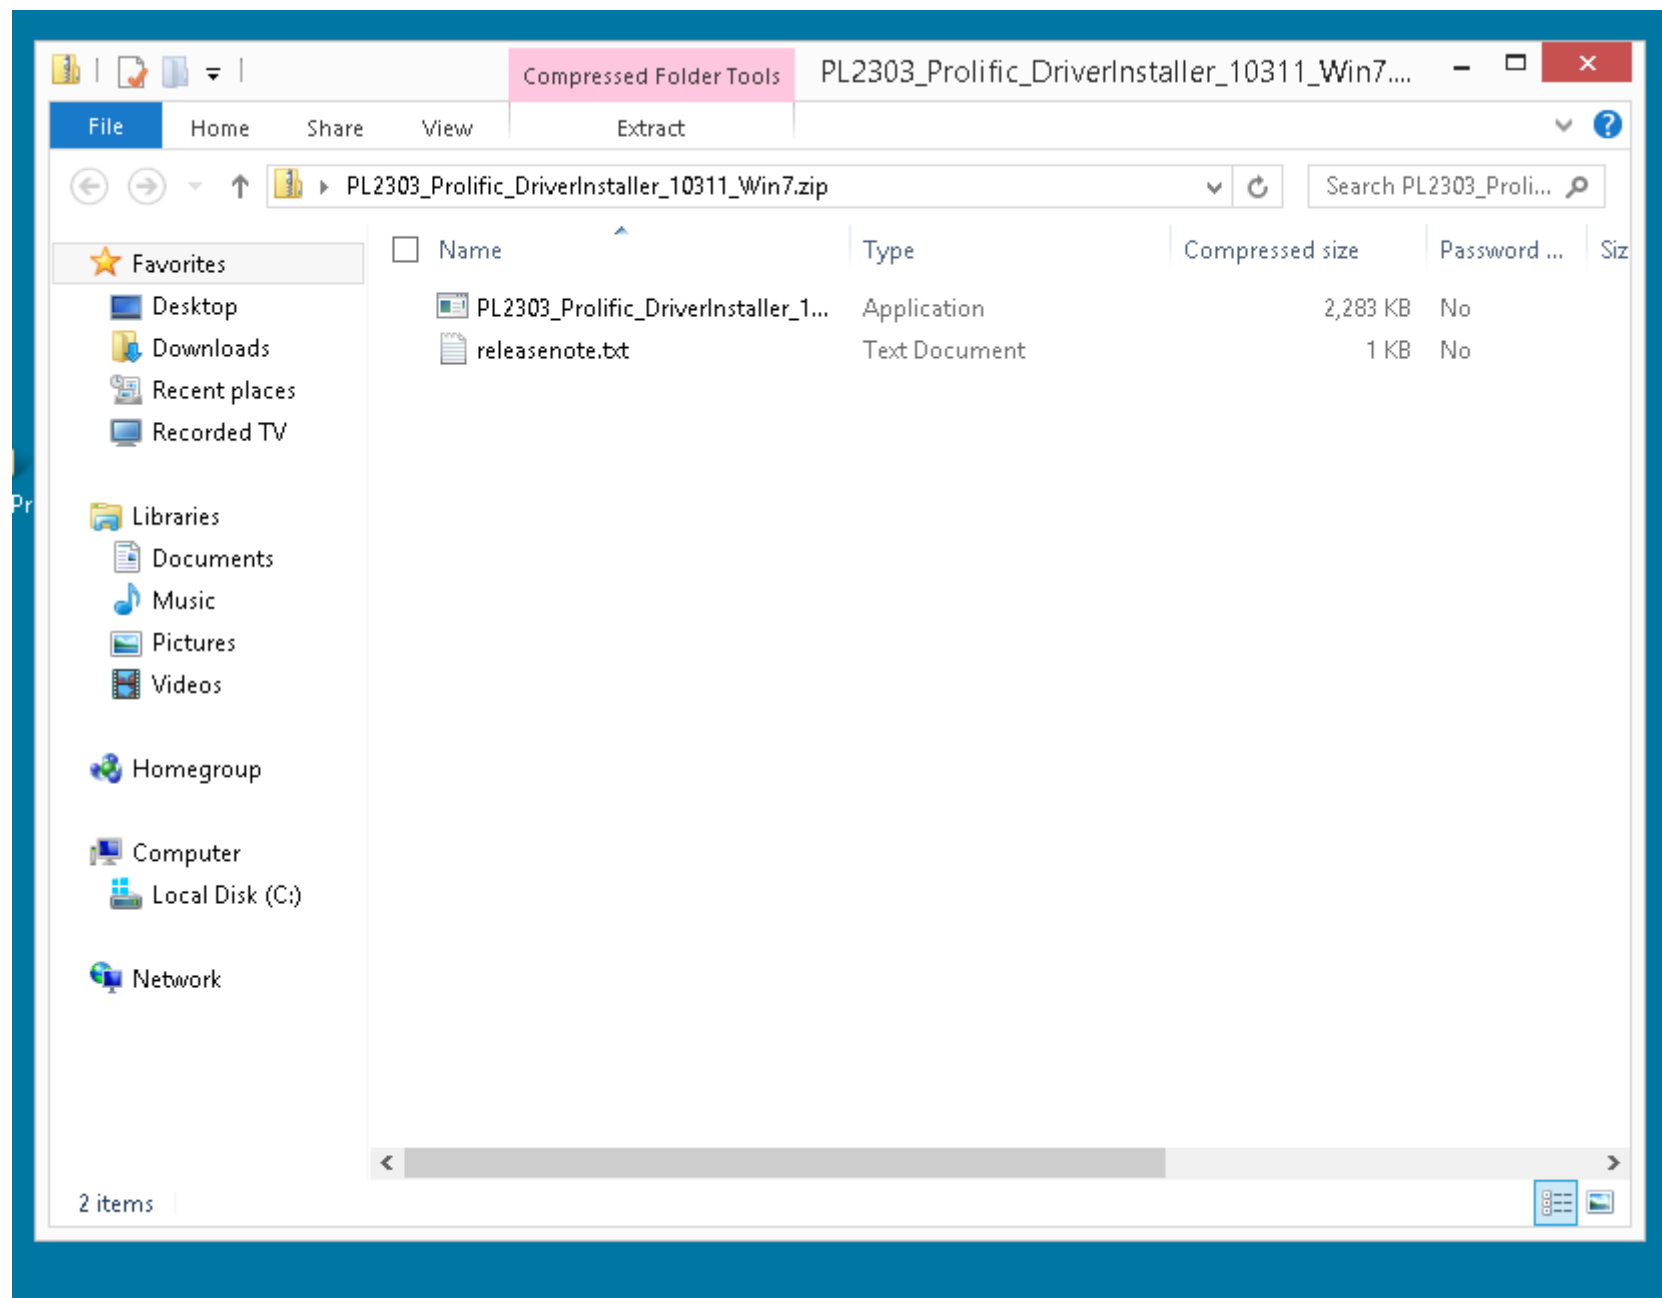 Compressed Folder Tools
PL2303_Prolific_DriverInstaller_10311_Win7....
File Home Share View Extract
PL2303_Prolific_DriverInstaller_10311_Win7.zip
Search PL2303_Proli...
Name Type Compressed size Password ... Siz
PL2303_Prolific_DriverInstaller_1... Application 2,283 KB No
releasenote.txt Text Document 1 KB No
Favorites
Desktop
Downloads
Recent places
Recorded TV
Pr
Libraries
Documents
Music
Pictures
Videos
Homegroup
Computer
Local Disk (C:)
Network
2 items